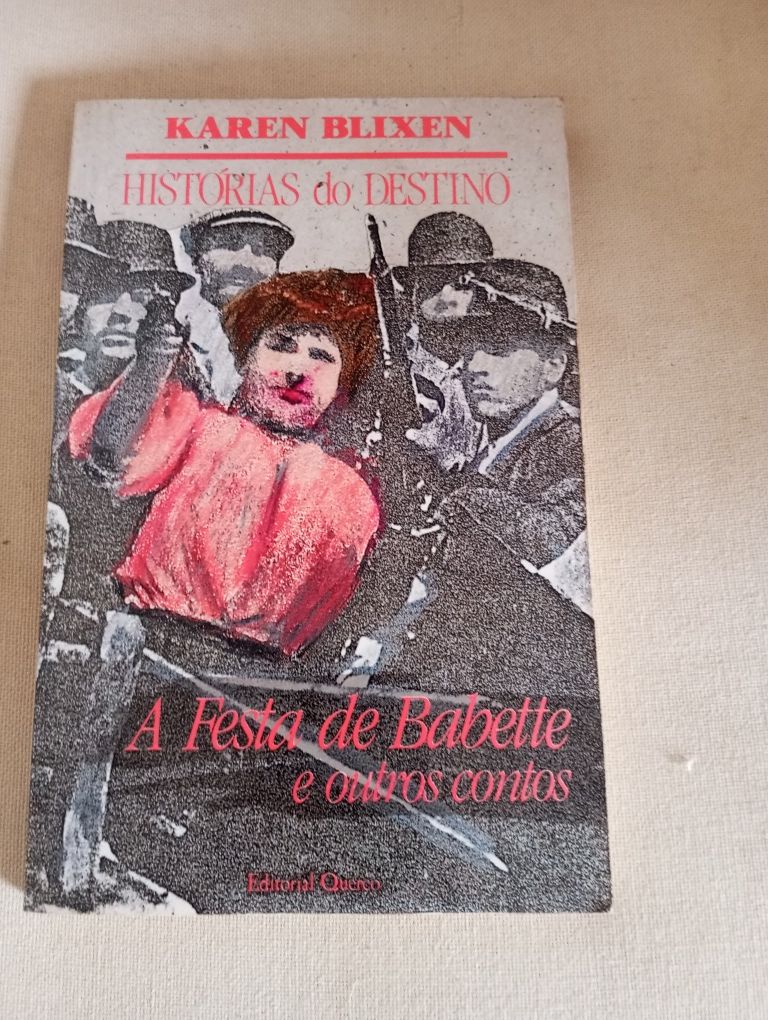 KAREN BLIXEN
HISTÓRIAS do DESTINO
A Festa de Babette
e outros contos
Editorial Querco